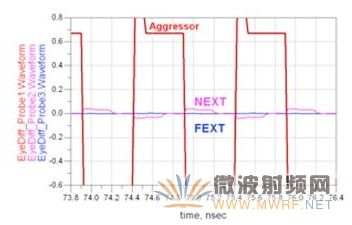 EyeDiff_Probe1.Waveform
EyeDiff_Probe2.Waveform
EyeDiff_Probe3.Waveform
0.8
0.6
0.4
0.2
0.0
-0.2
-0.4
-0.6
Aggressor
NEXT
FEXT
73.8 74.0 74.2 74.4 74.6 74.8 75.0 75.2 75.4 75.6 75.8 76.0 76.2 76.4
time, nsec
微波射频网
WWW.MWRF.NET